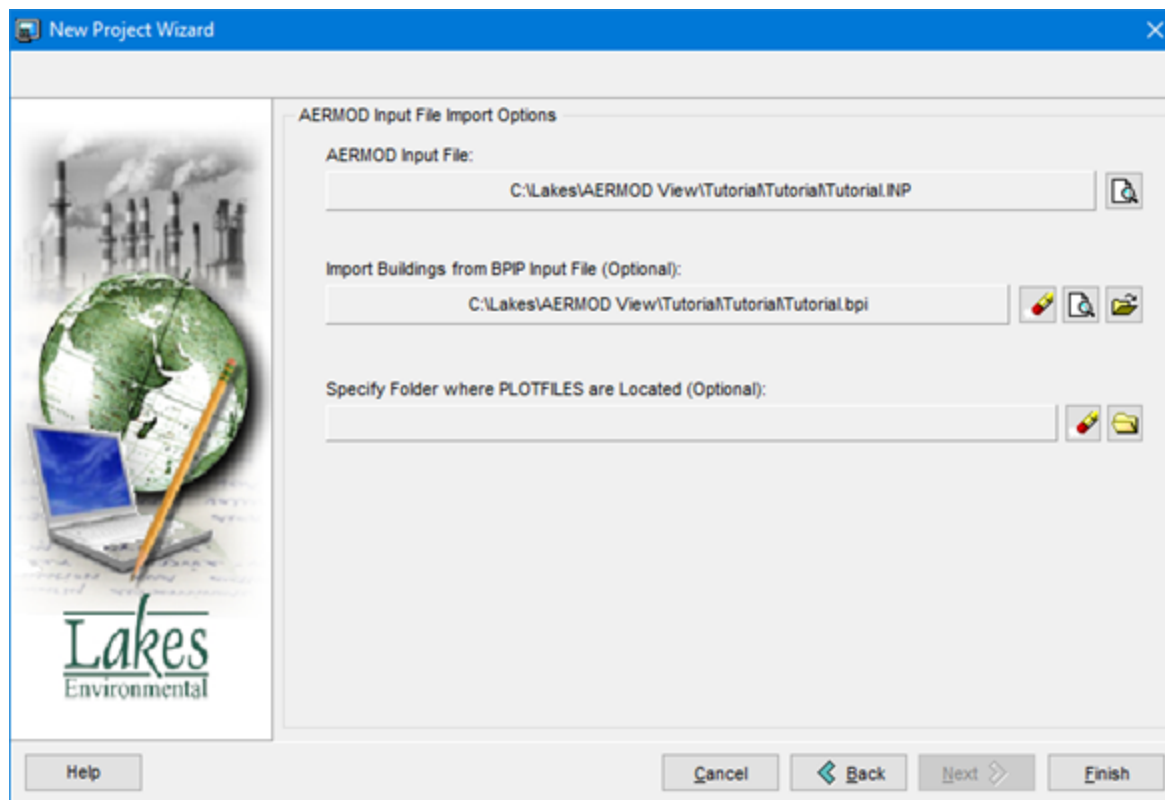 New Project Wizard
AERMOD Input File Import Options
AERMOD Input File:
C:\Lakes\AERMOD View\Tutorial\Tutorial\Tutorial.INP
Import Buildings from BPIP Input File (Optional):
C:\Lakes\AERMOD View\Tutorial\Tutorial\Tutorial.bpi
Specify Folder where PLOTFILES are Located (Optional):
Lakes
Environmental
Help
Cancel
Back
Next
Finish